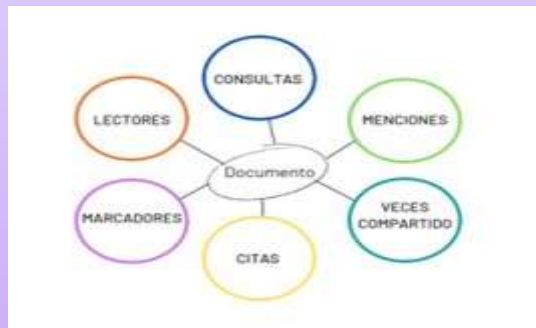 CONSULTAS
LECTORES
MENCIONES
Documento
MARCADORES
VECES
COMPARTIDO
CITAS